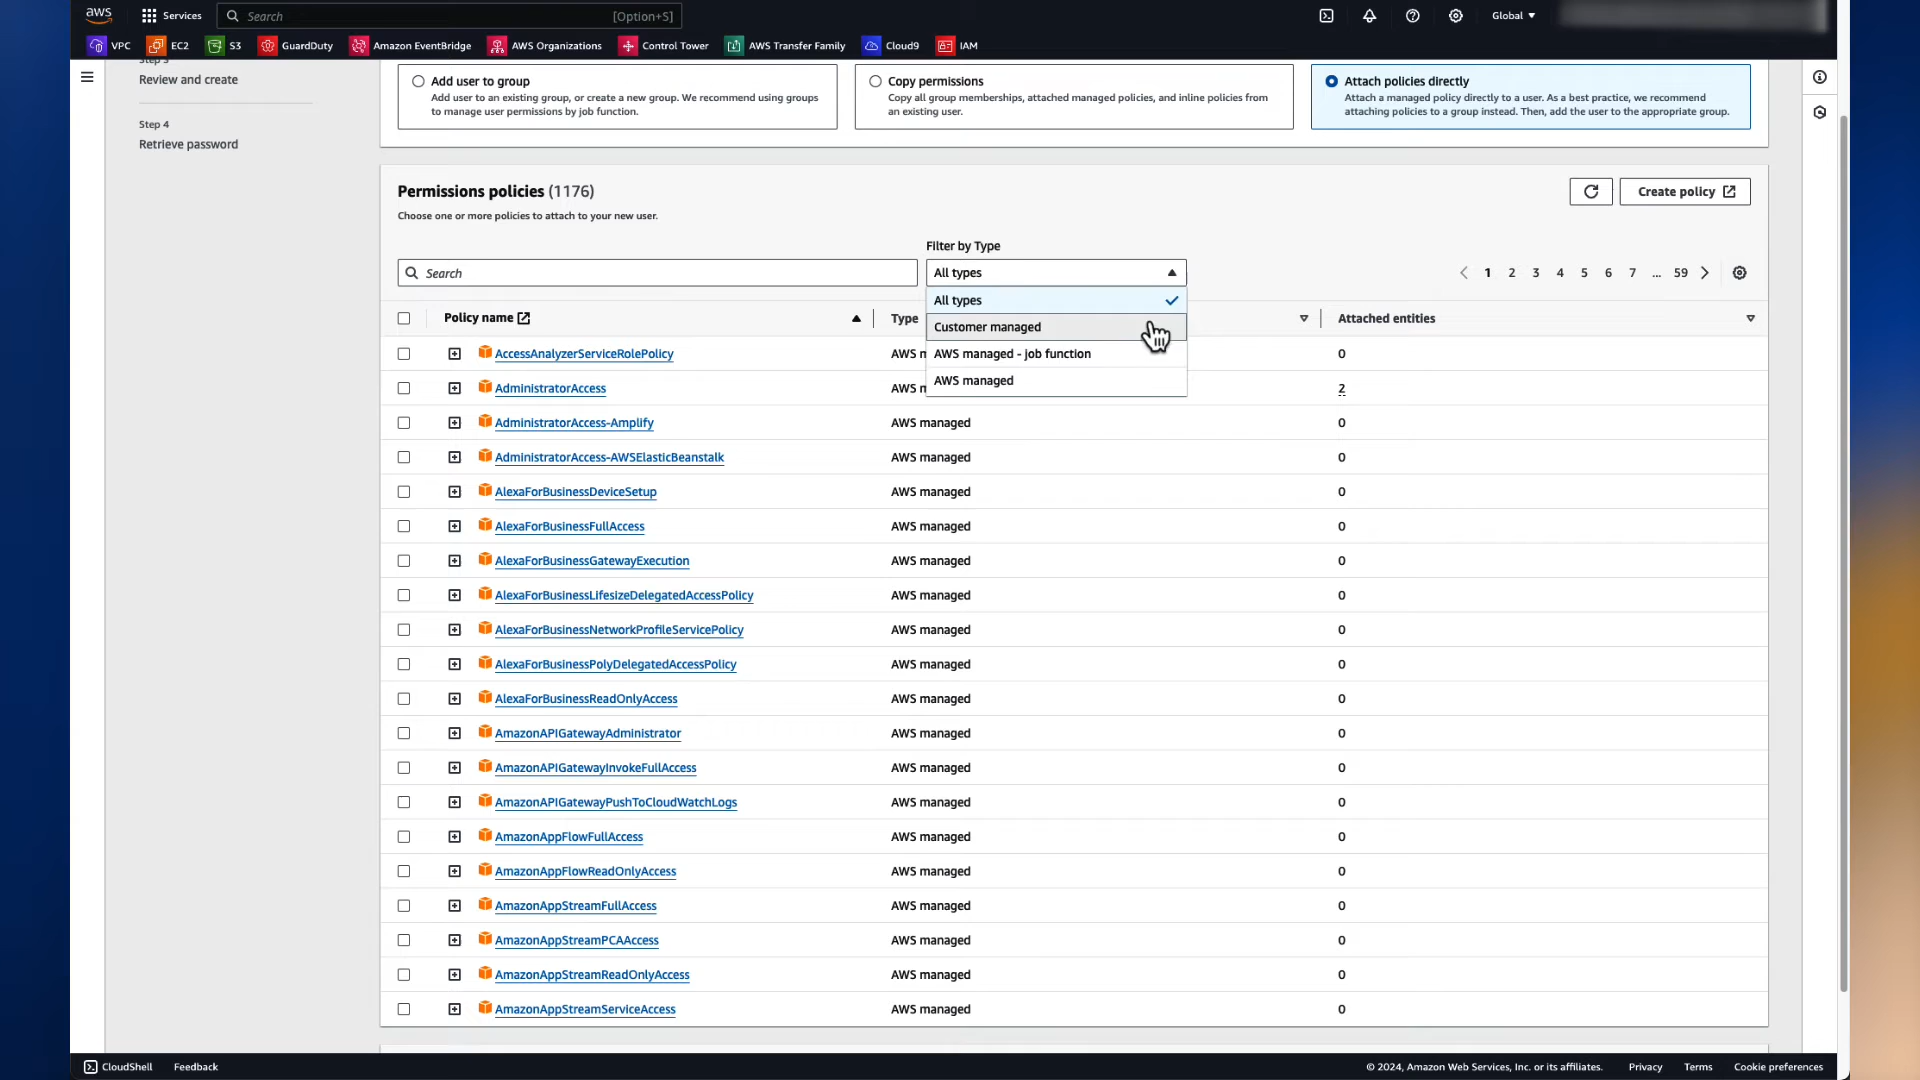 aws
Services
Search
[Option+S]
Global
VPC
EC2
S3
GuardDuty
Amazon EventBridge
AWS Organizations
Control Tower
AWS Transfer Family
Cloud9
IAM
Step 3
Review and create
Step 4
Retrieve password
Add user to group
Add user to an existing group, or create a new group. We recommend using groups
to manage user permissions by job function.
Copy permissions
Copy all group memberships, attached managed policies, and inline policies from
an existing user.
Attach policies directly
Attach a managed policy directly to a user. As a best practice, we recommend
attaching policies to a group instead. Then, add the user to the appropriate group.
Permissions policies (1176)
Choose one or more policies to attach to your new user.
Create policy
Filter by Type
Search
All types
1 2 3 4 5 6 7 ... 59
All types
Customer managed
AWS managed - job function
AWS managed
Policy name
Type
Attached entities
AccessAnalyzerServiceRolePolicy AWS m 0
AdministratorAccess AWS m 2
AdministratorAccess-Amplify AWS managed 0
AdministratorAccess-AWSElasticBeanstalk AWS managed 0
AlexaForBusinessDeviceSetup AWS managed 0
AlexaForBusinessFullAccess AWS managed 0
AlexaForBusinessGatewayExecution AWS managed 0
AlexaForBusinessLifesizeDelegatedAccessPolicy AWS managed 0
AlexaForBusinessNetworkProfileServicePolicy AWS managed 0
AlexaForBusinessPolyDelegatedAccessPolicy AWS managed 0
AlexaForBusinessReadOnlyAccess AWS managed 0
AmazonAPIGatewayAdministrator AWS managed 0
AmazonAPIGatewayInvokeFullAccess AWS managed 0
AmazonAPIGatewayPushToCloudWatchLogs AWS managed 0
AmazonAppFlowFullAccess AWS managed 0
AmazonAppFlowReadOnlyAccess AWS managed 0
AmazonAppStreamFullAccess AWS managed 0
AmazonAppStreamPCAAccess AWS managed 0
AmazonAppStreamReadOnlyAccess AWS managed 0
AmazonAppStreamServiceAccess AWS managed 0
CloudShell
Feedback
© 2024, Amazon Web Services, Inc. or its affiliates.
Privacy
Terms
Cookie preferences